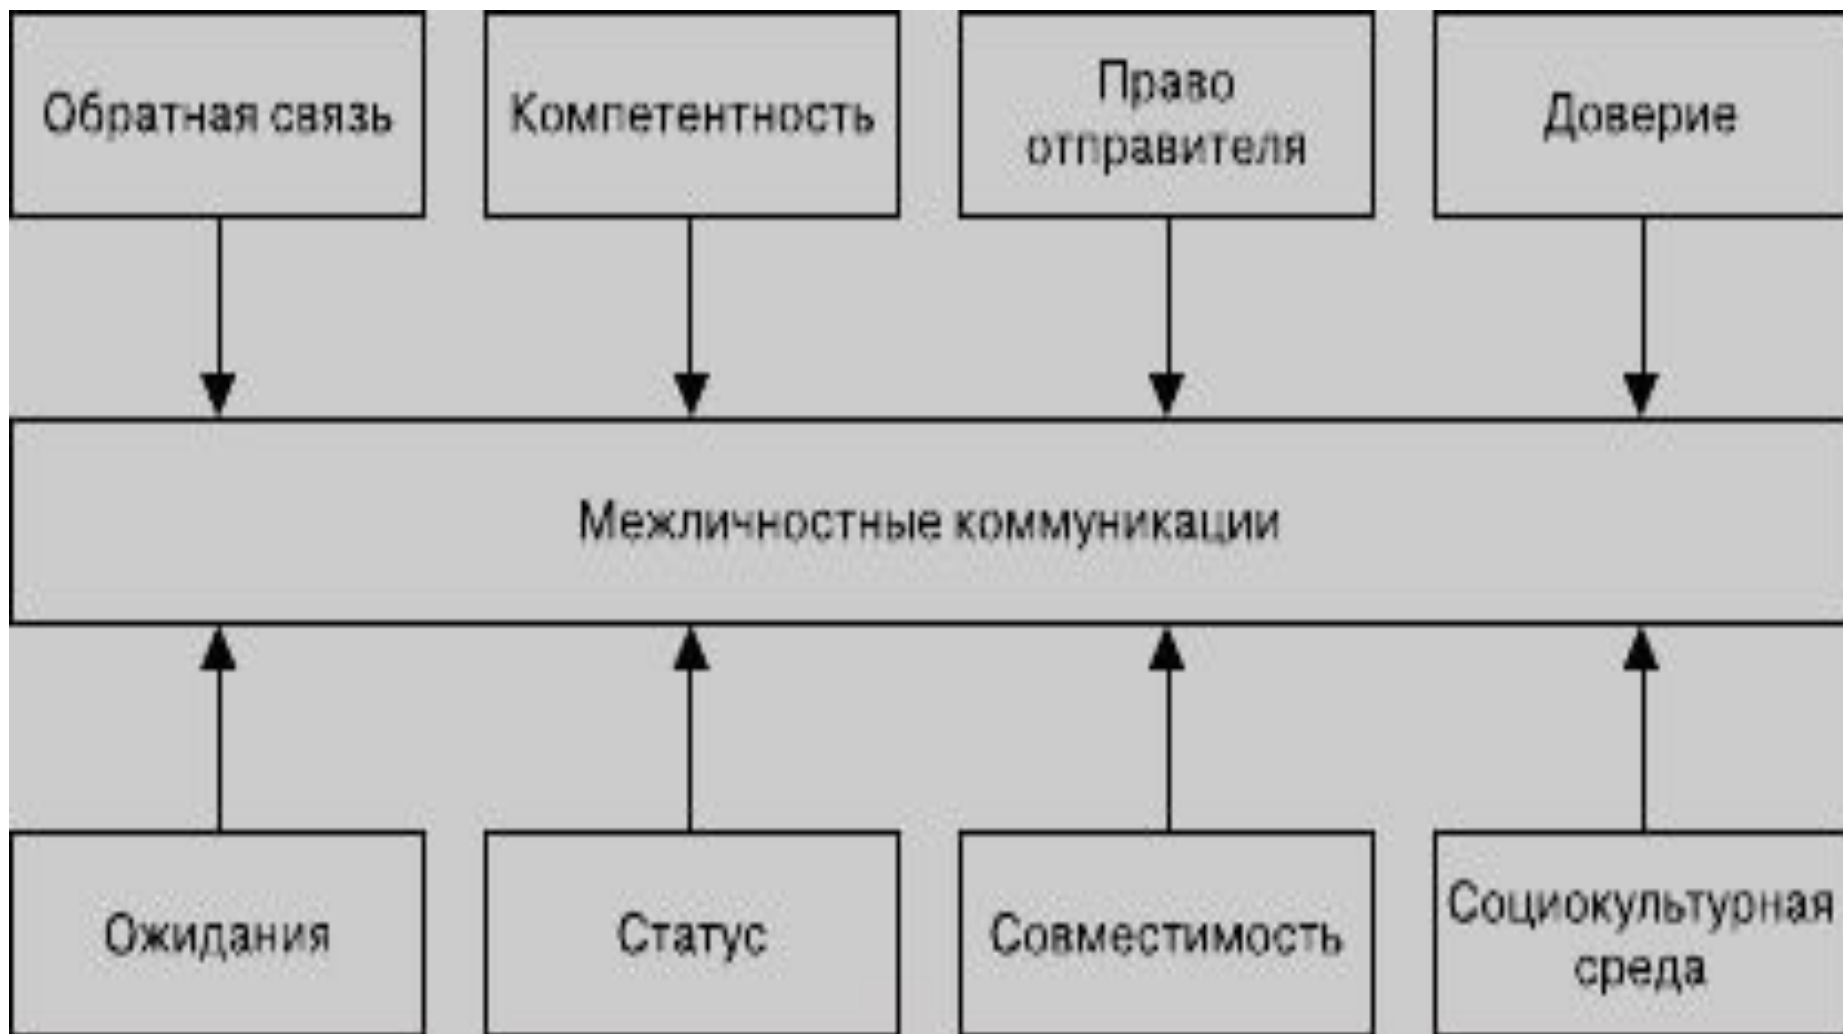 Обратная связь
Компетентность
Право
отправителя
Доверие
Межличностные коммуникации
Ожидания
Статус
Совместимость
Социокультурная
среда